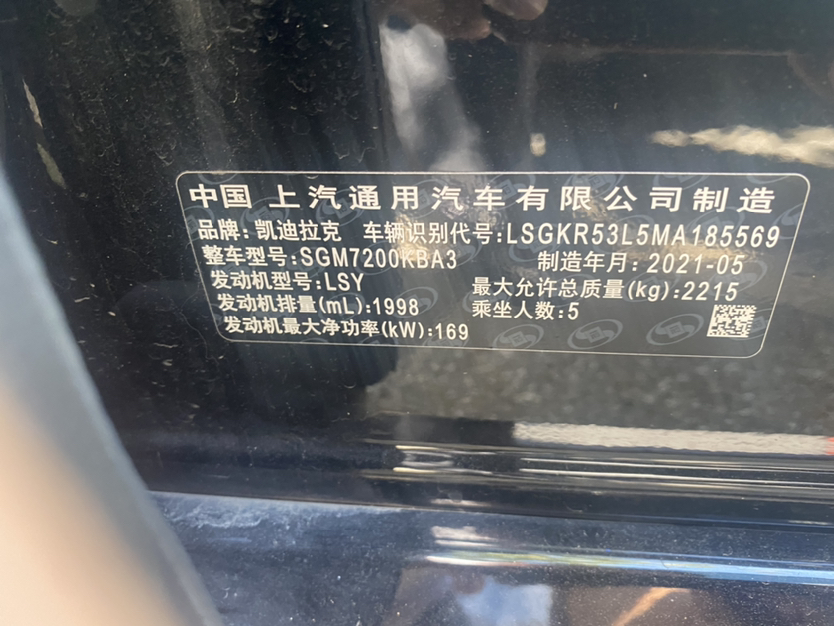 中国 上汽通用汽车有限公司制造
品牌: 凯迪拉克 车辆识别代号: LSGKR53L5MA185569
整车型号: SGM7200KBA3 制造年月: 2021-05
发动机型号: LSY 最大允许总质量(kg): 2215
发动机排量(mL): 1998 乘坐人数: 5
发动机最大净功率(kW): 169